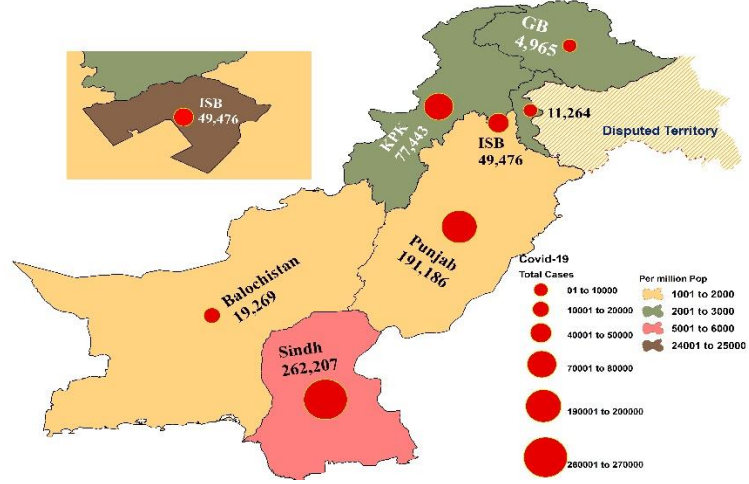 GB
4,965
ISB
49,476
11,264
Disputed Territory
KPK
77,443
ISB
49,476
Punjab
191,186
Balochistan
19,269
Sindh
262,207
Covid-19
Total Cases
01 to 10000
10001 to 20000
40001 to 50000
70001 to 80000
190001 to 200000
260001 to 270000
Per million Pop
1001 to 2000
2001 to 3000
5001 to 6000
24001 to 25000